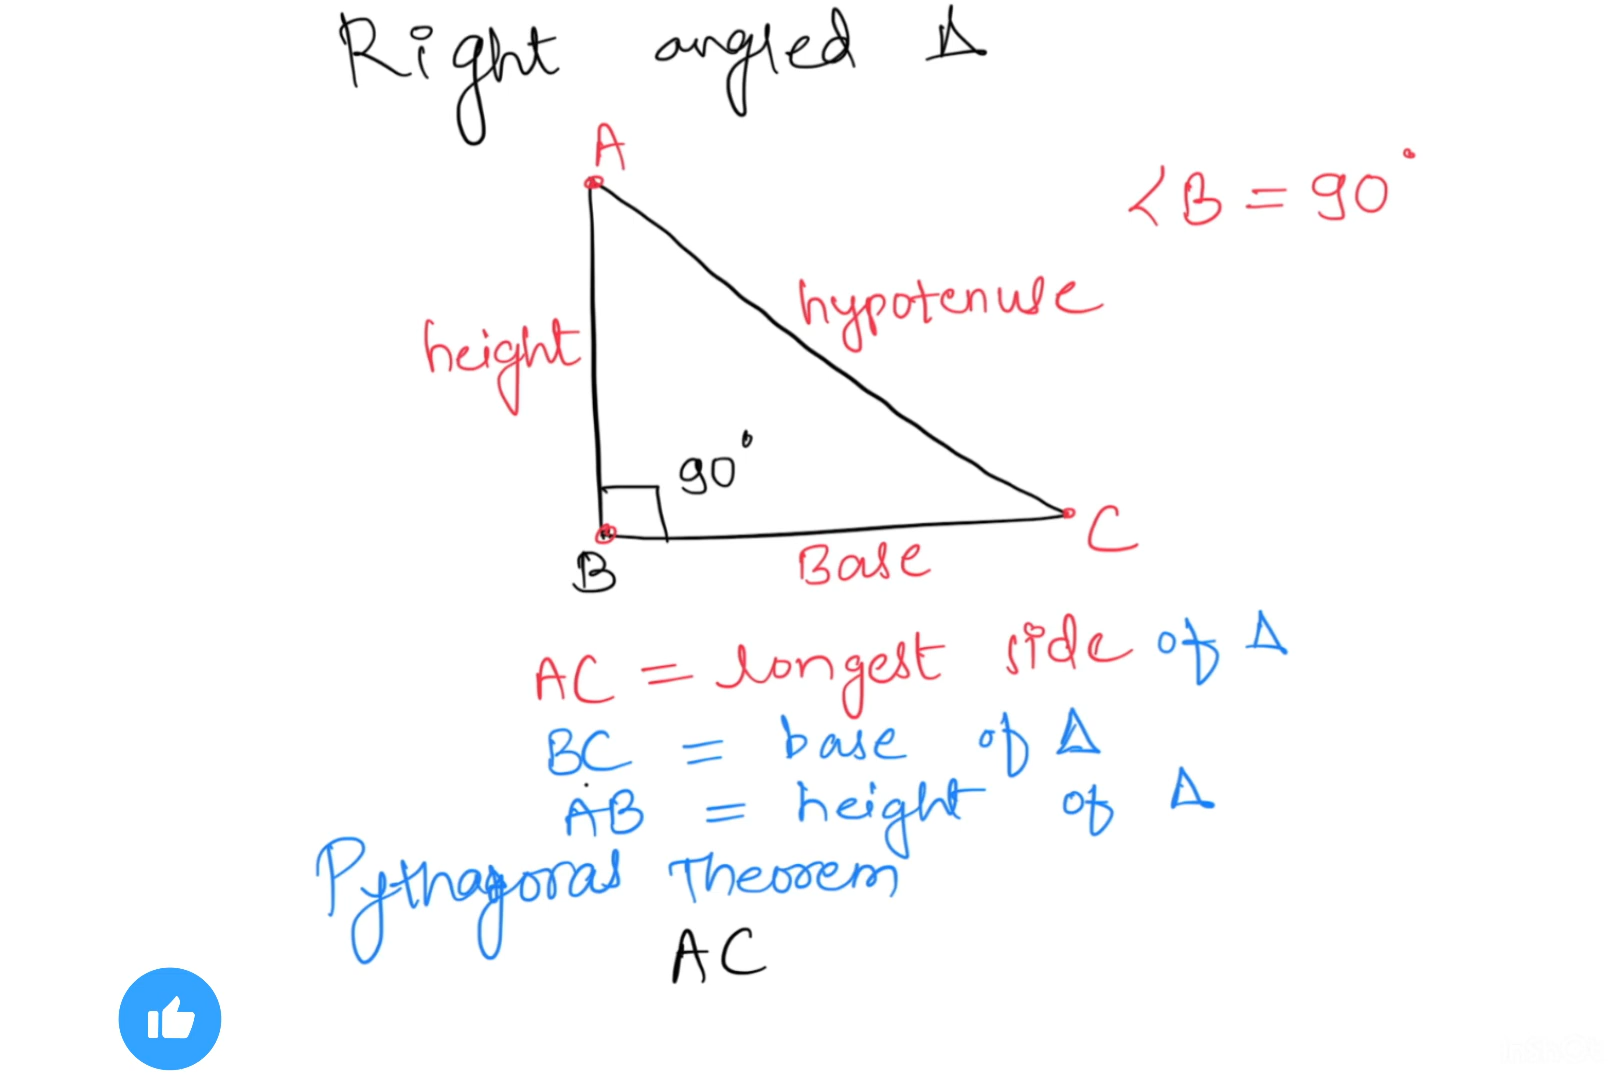 Right angled Δ
A
<B = 90°
hypotenuse
height
90°
B
Base
C
AC = longest side of Δ
BC = base of Δ
AB = height of Δ
Pythagoras Theorem
AC